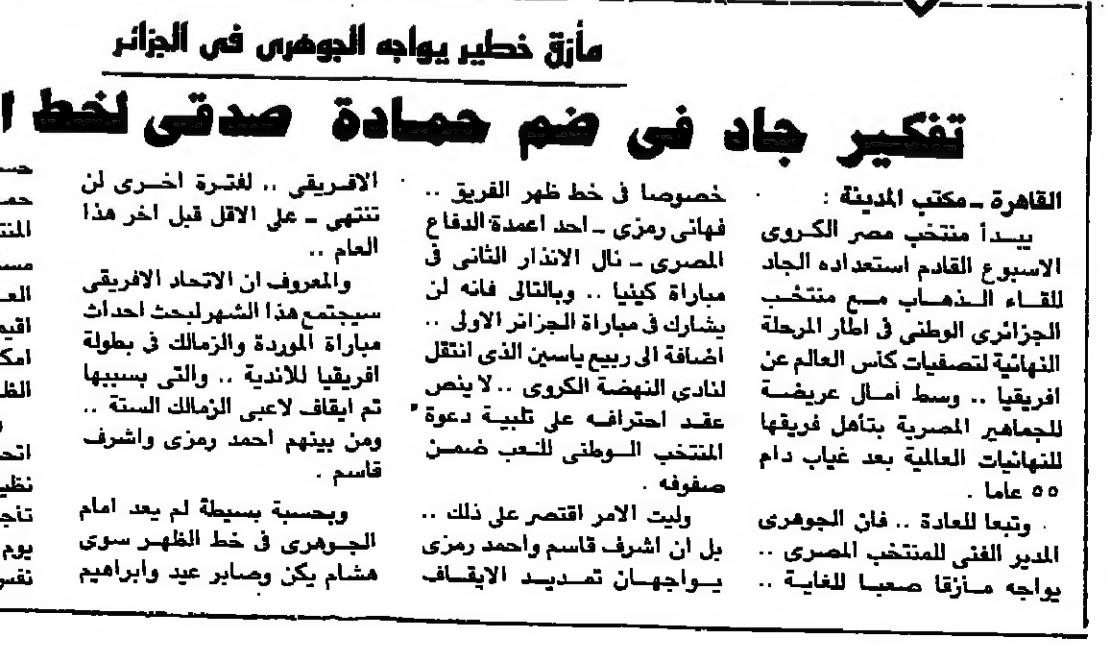 مأزق خطير يواجه الجوهرى فى الجزائر
تفكير جاد فى ضم حمادة صدقى لخط ا
القاهرة ـ مكتب المدينة :
يبدأ منتخب مصر الكروى
الاسبوع القادم استعداده الجاد
للقاء الذهاب مع منتخب
الجزائري الوطنى فى اطار المرحلة
النهائية لتصفيات كاس العالم عن
افريقيا .. وسط امال عريضة
للجماهير المصرية بتأهل فريقها
للنهائيات العالمية بعد غياب دام
٥٥ عاما .
وتبعا للعادة .. فان الجوهرى
المدير الفنى للمنتخب المصرى ..
يواجه مأزقا صعبا للغاية ..
خصوصا فى خط ظهر الفريق ..
فهانى رمزى ـ احد اعمدة الدفاع
المصرى ـ نال الانذار الثانى فى
مباراة كينيا .. وبالتالى فانه لن
يشارك فى مباراة الجزائر الاولى ..
اضافة الى ربيع ياسين الذى انتقل
لنادي النهضة الكروى .. لا ينص
عقد احترافه على تلبية دعوة
المنتخب الوطنى للعب ضمن
صفوفه .
وليت الامر اقتصر على ذلك ..
بل ان اشرف قاسم واحمد رمزى
يواجهان تمديد الايقاف
الافريقي .. لفترة اخرى لن
تنتهى ـ على الاقل قبل اخر هذا
العام ..
والمعروف ان الاتحاد الافريقى
سيجتمع هذا الشهر لبحث احداث
مباراة الموردة والزمالك فى بطولة
افريقيا للاندية .. والتى بسببها
تم ايقاف لاعبى الزمالك الستة ..
ومن بينهم احمد رمزى واشرف
قاسم .
وبحسبة بسيطة لم يعد امام
الجوهرى فى خط الظهر سوى
هشام يكن وصابر عيد وابراهيم